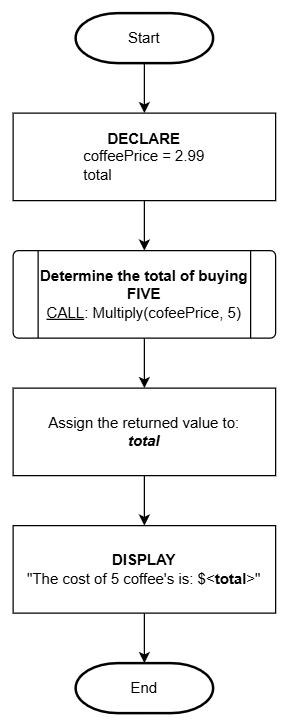 Start
DECLARE
coffeePrice = 2.99
total
Determine the total of buying
FIVE
CALL: Multiply(cofeePrice, 5)
Assign the returned value to:
total
DISPLAY
"The cost of 5 coffee's is: $<total>"
End